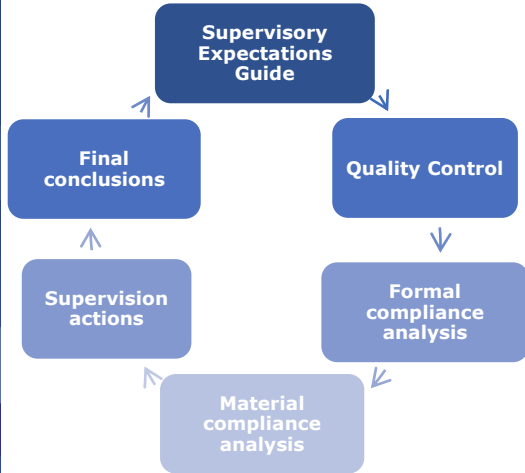 Supervisory
Expectations
Guide
Quality Control
Formal
compliance
analysis
Material
compliance
analysis
Supervision
actions
Final
conclusions